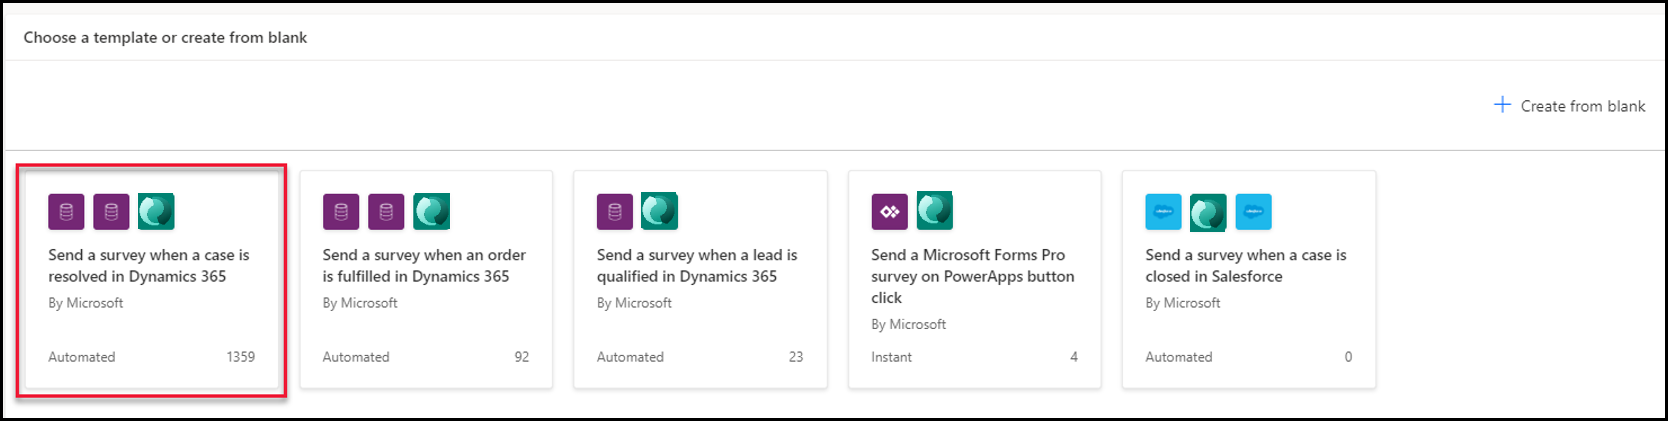 Choose a template or create from blank
Create from blank
Send a survey when a case is
resolved in Dynamics 365
By Microsoft
Automated 1359
Send a survey when an order
is fulfilled in Dynamics 365
By Microsoft
Automated 92
Send a survey when a lead is
qualified in Dynamics 365
By Microsoft
Automated 23
Send a Microsoft Forms Pro
survey on PowerApps button
click
By Microsoft
Instant 4
Send a survey when a case is
closed in Salesforce
By Microsoft
Automated 0